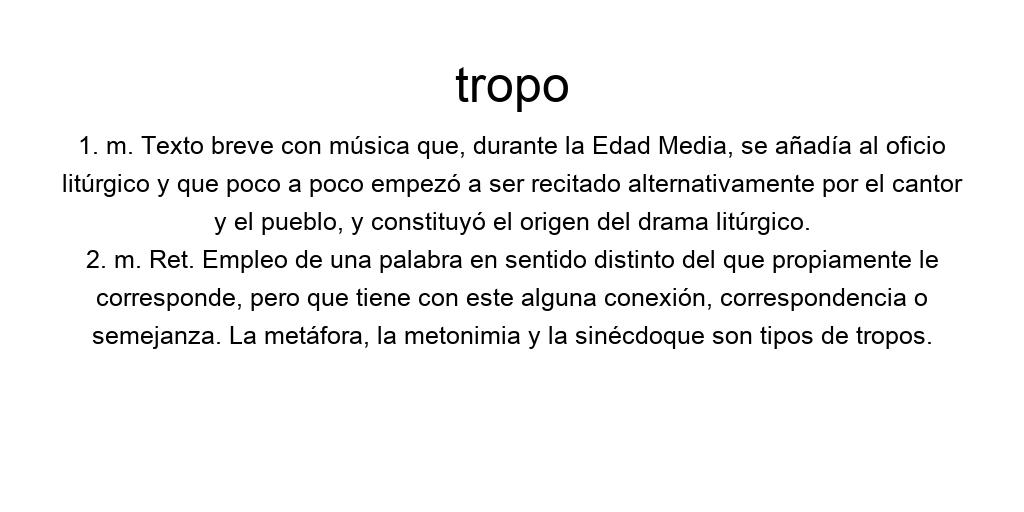 tropo
1. m. Texto breve con música que, durante la Edad Media, se añadía al oficio
litúrgico y que poco a poco empezó a ser recitado alternativamente por el cantor
y el pueblo, y constituyó el origen del drama litúrgico.
2. m. Ret. Empleo de una palabra en sentido distinto del que propiamente le
corresponde, pero que tiene con este alguna conexión, correspondencia o
semejanza. La metáfora, la metonimia y la sinécdoque son tipos de tropos.